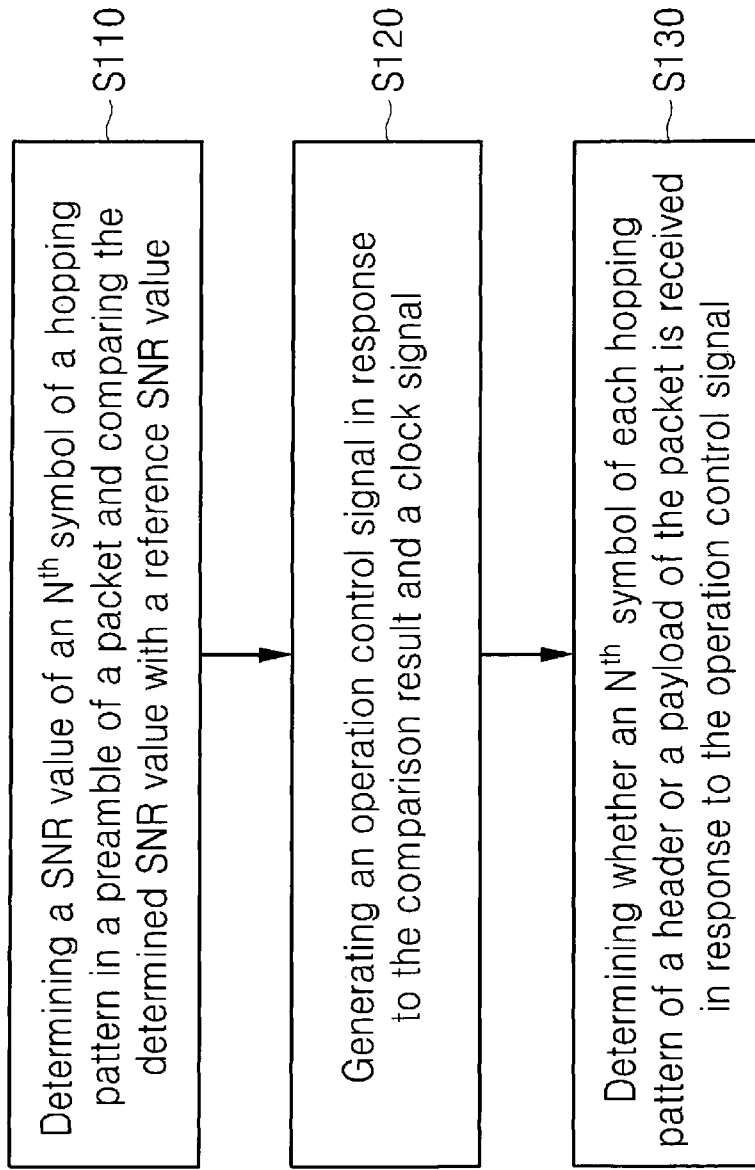 Determining a SNR value of an Nth symbol of a hopping
pattern in a preamble of a packet and comparing the
determined SNR value with a reference SNR value
S110
Generating an operation control signal in response
to the comparison result and a clock signal
S120
Determining whether an Nth symbol of each hopping
pattern of a header or a payload of the packet is received
in response to the operation control signal
S130